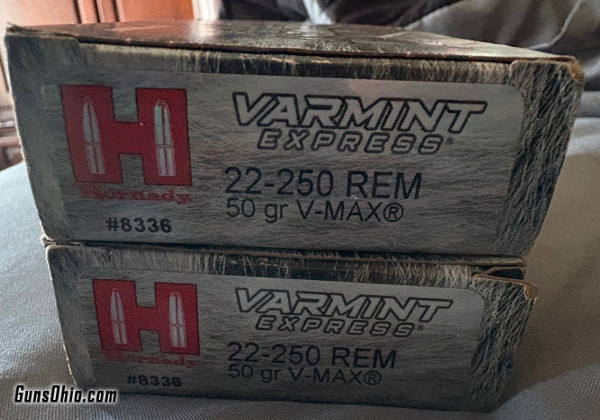 VARMINT
EXPRESS®
22-250 REM
50 gr V-MAX®
Hornady
#8336
VARMINT
EXPRESS®
22-250 REM
50 gr V-MAX®
Hornady
#8336
GunsOhio.com